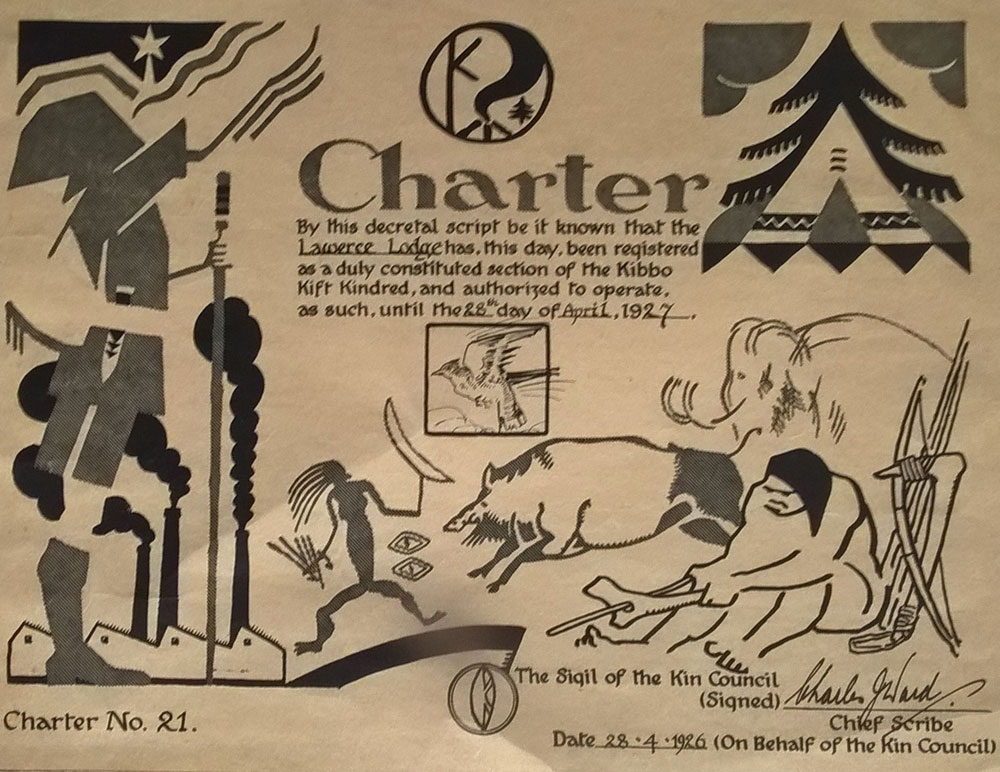 K
Charter
By this decretal script be it known that the
Lawerce Lodge has, this day, been registered
as a duly constituted section of the Kibbo
Kift Kindred, and authorized to operate,
as such, until the 28th day of April, 1927.
The Sigil of the Kin Council
(Signed) Charles J Ward
Chief Scribe
Charter No. 21.
Date 28·4·1926 (On Behalf of the Kin Council)